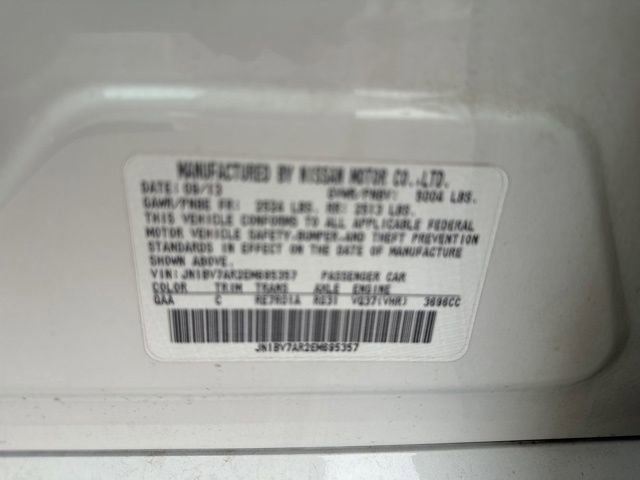 MANUFACTURED BY NISSAN MOTOR CO.,LTD.
DATE: GVWR/PNBV: 5004 LBS.
GAWR/PNBE FR: LBS. RR: 2513 LBS.
THIS VEHICLE CONFORMS TO ALL APPLICABLE FEDERAL
MOTOR VEHICLE SAFETY,BUMPER,AND THEFT PREVENTION
STANDARDS IN EFFECT ON THE DATE OF MANUFACTURE
SHOWN ABOVE.
VIN:JN1BV7AR2EM695357 PASSENGER CAR
COLOR TRIM TRANS AXLE ENGINE
QAA C RE7R01A RG31 VQ37(VHR) 3696CC
JN1BV7AR2EM695357